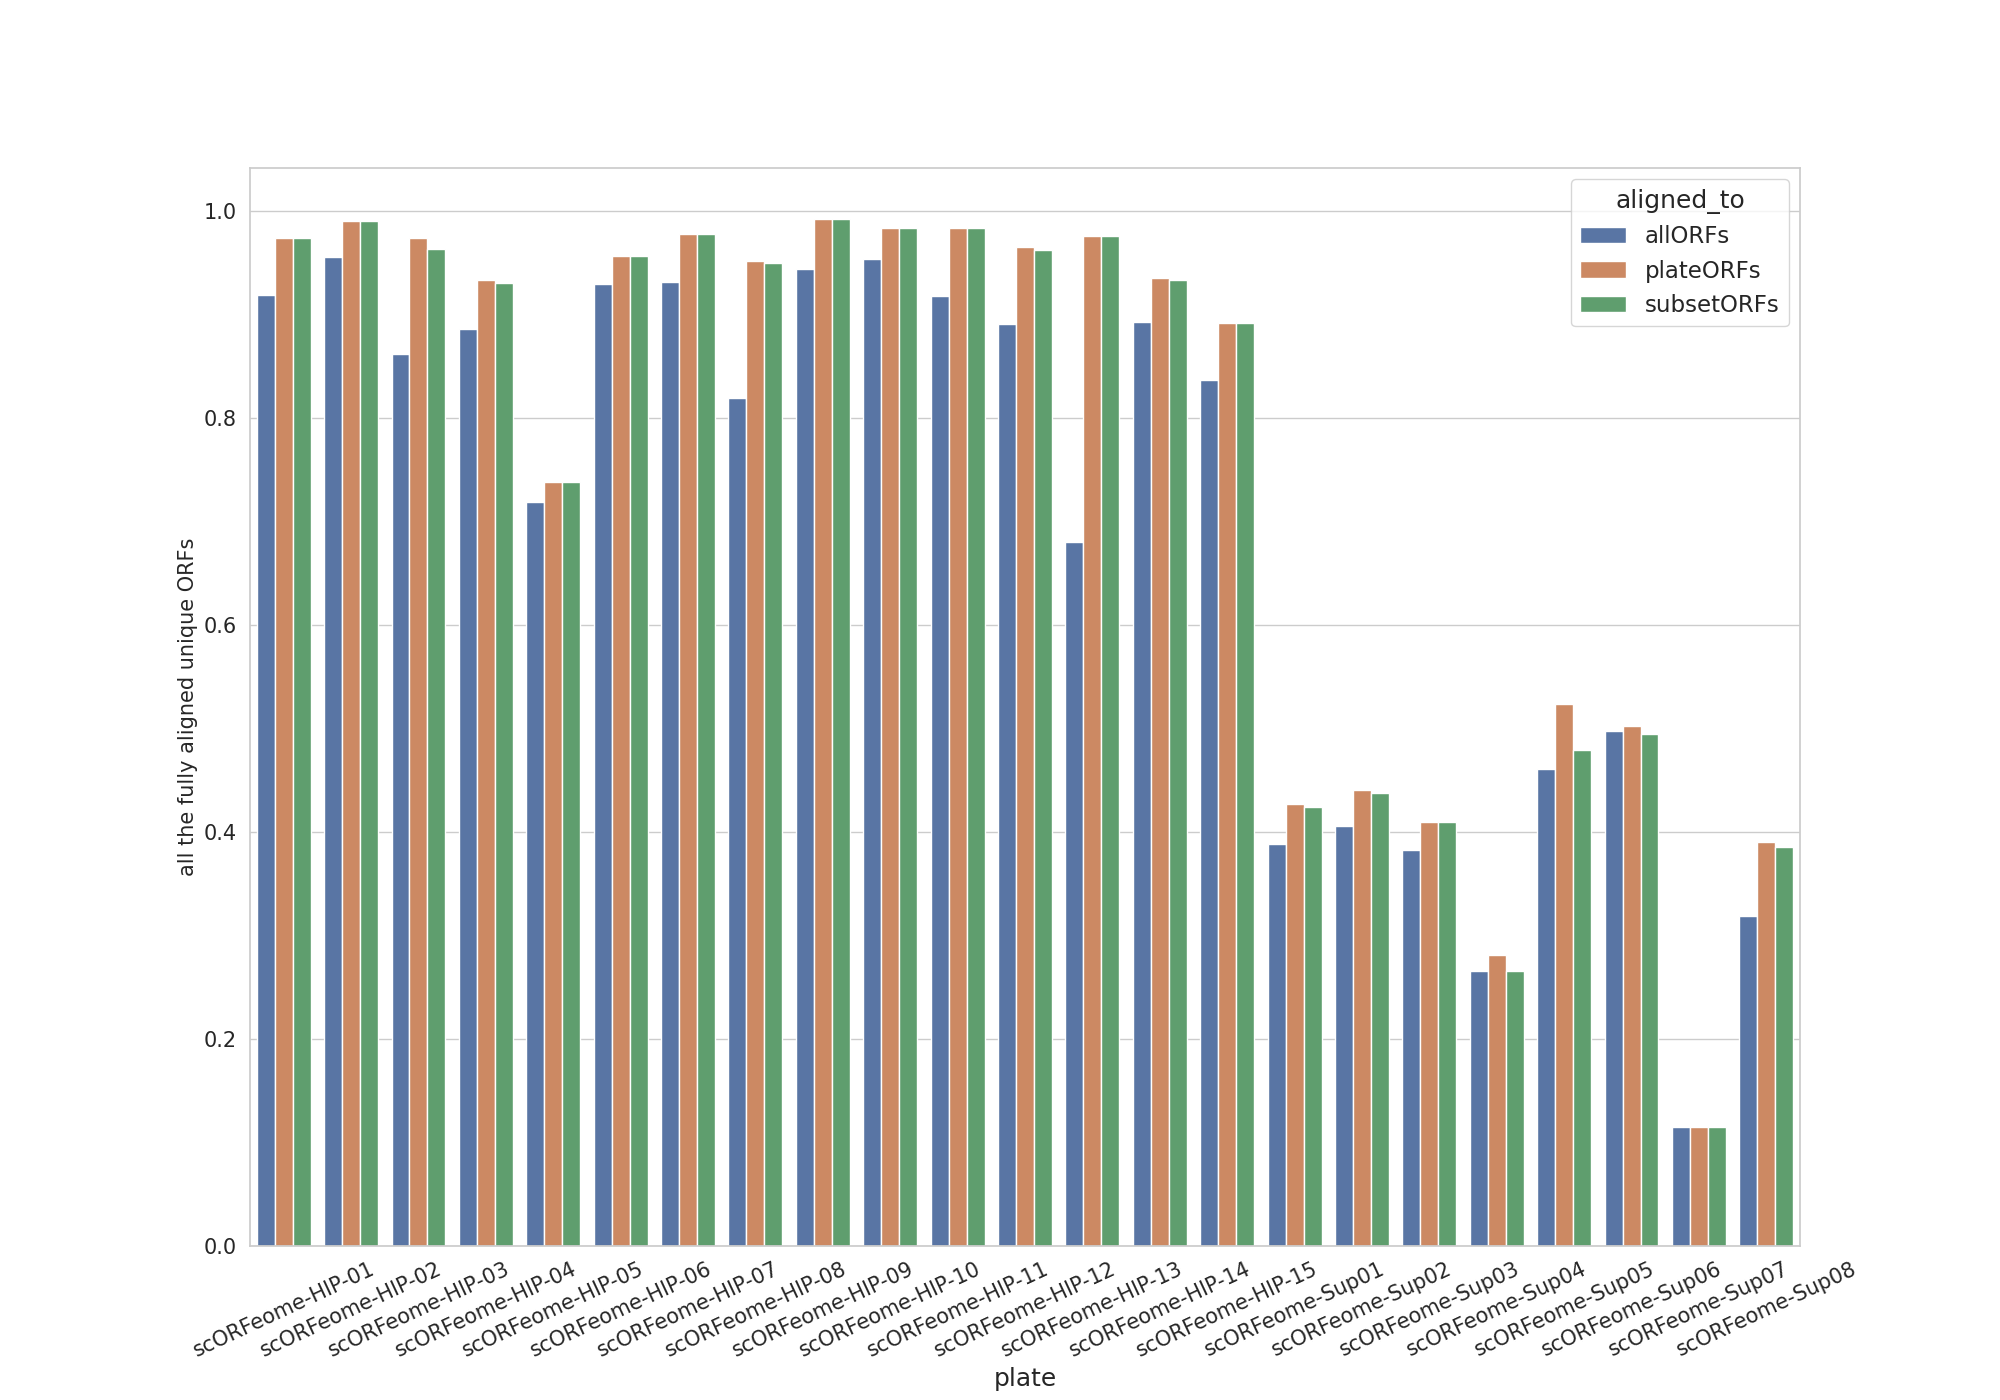 aligned_to
allORFs
plateORFs
subsetORFs
1.0
0.8
0.6
0.4
0.2
0.0
all the fully aligned unique ORFs
scORFeome-HIP-01
scORFeome-HIP-02
scORFeome-HIP-03
scORFeome-HIP-04
scORFeome-HIP-05
scORFeome-HIP-06
scORFeome-HIP-07
scORFeome-HIP-08
scORFeome-HIP-09
scORFeome-HIP-10
scORFeome-HIP-11
scORFeome-HIP-12
scORFeome-HIP-13
scORFeome-HIP-14
scORFeome-HIP-15
scORFeome-Sup01
scORFeome-Sup02
scORFeome-Sup03
scORFeome-Sup04
scORFeome-Sup05
scORFeome-Sup06
scORFeome-Sup07
scORFeome-Sup08
plate